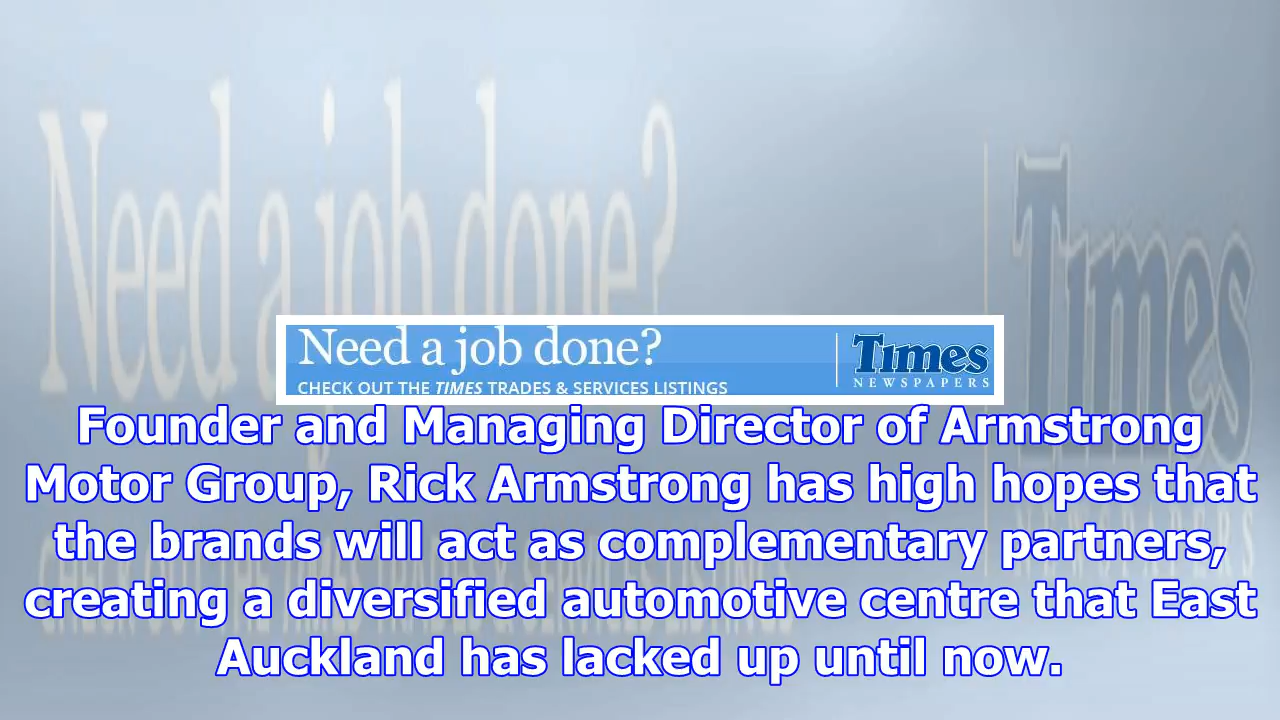 Need a job done?
CHECK OUT THE TIMES TRADES & SERVICES LISTINGS
Times
NEWSPAPERS
Founder and Managing Director of Armstrong
Motor Group, Rick Armstrong has high hopes that
the brands will act as complementary partners,
creating a diversified automotive centre that East
Auckland has lacked up until now.